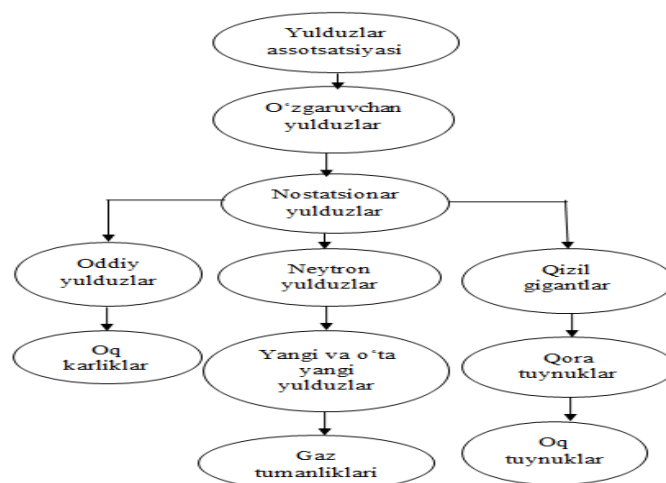 Yulduzlar
assotsatsiyasi
O‘zgaruvchan
yulduzlar
Nostatsionar
yulduzlar
Oddiy
yulduzlar
Neytron
yulduzlar
Qizil
gigantlar
Oq
karliklar
Yangi va o‘ta
yangi
yulduzlar
Qora
tuynuklar
Gaz
tumanliklari
Oq
tuynuklar